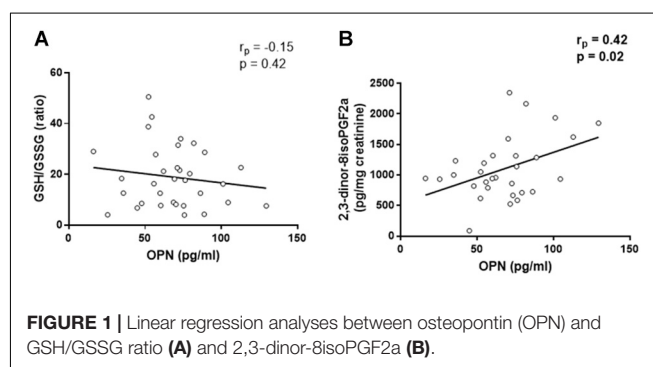 A
r_p = -0.15
p = 0.42
60
40
20
0
GSH/GSSG (ratio)
0 50 100 150
OPN (pg/ml)
B
r_p = 0.42
p = 0.02
2500
2000
1500
1000
500
0
2,3-dinor-8isoPGF2a
(pg/mg creatinine)
0 50 100 150
OPN (pg/ml)
FIGURE 1 | Linear regression analyses between osteopontin (OPN) and
GSH/GSSG ratio (A) and 2,3-dinor-8isoPGF2a (B).